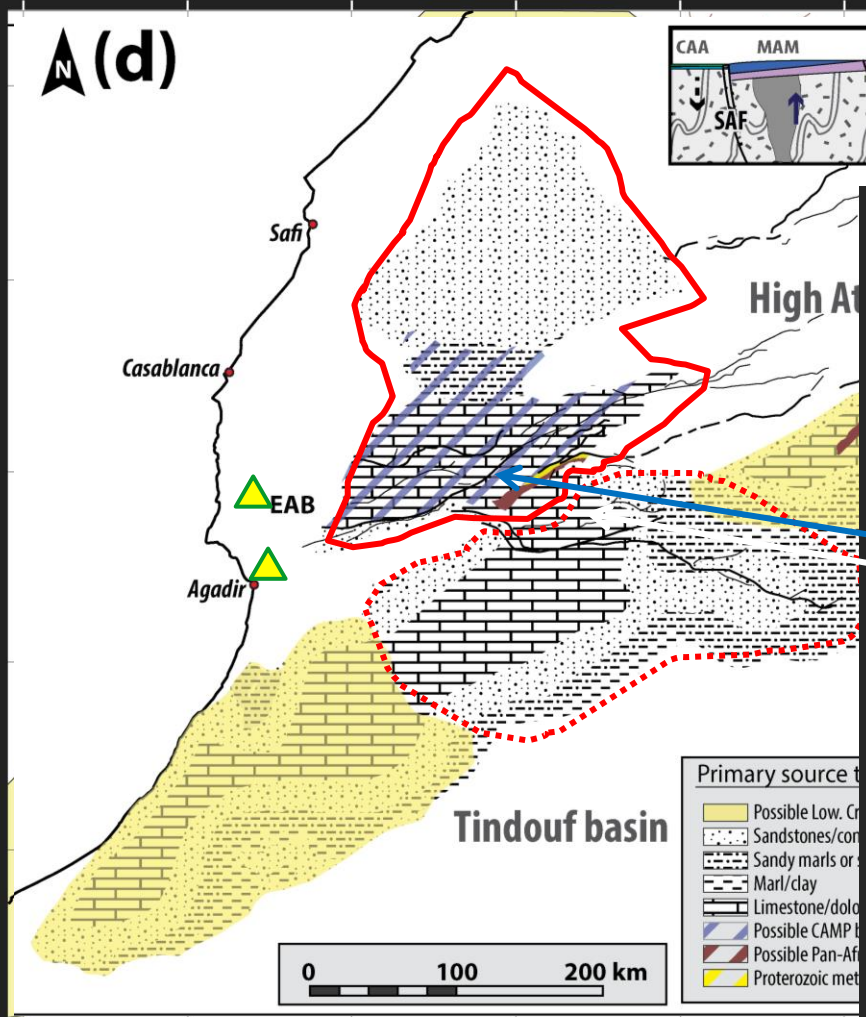 N (d)
CAA MAM
SAF
Safi
High At
Casablanca
EAB
Agadir
Tindouf basin
Primary source t
Possible Low. Cr
Sandstones/con
Sandy marls or s
Marl/clay
Limestone/dolo
Possible CAMP b
Possible Pan-Afr
Proterozoic met
0 100 200 km